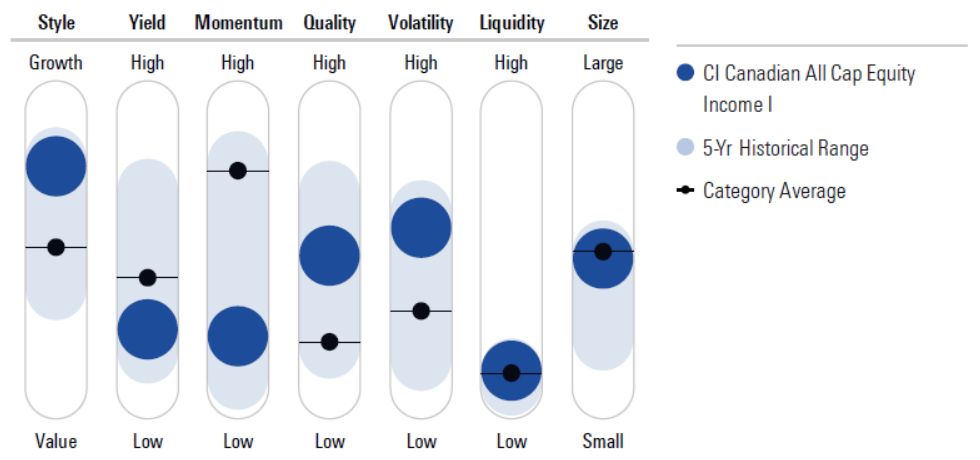 Style Yield Momentum Quality Volatility Liquidity Size
Growth High High High High High Large
CI Canadian All Cap Equity
Income I
5-Yr Historical Range
Category Average
Value Low Low Low Low Low Small